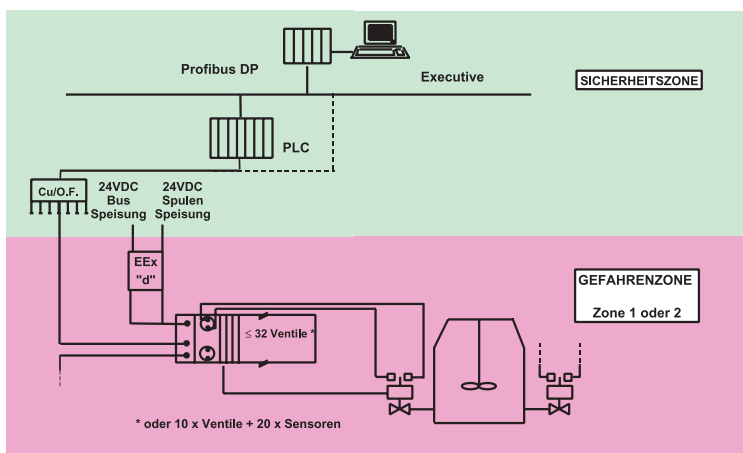 Profibus DP
Executive
SICHERHEITSZONE
PLC
Cu/O.F.
24VDC
Bus
Speisung
24VDC
Spulen
Speisung
EEx
"d"
GEFAHRENZONE
Zone 1 oder 2
≤ 32 Ventile *
* oder 10 x Ventile + 20 x Sensoren